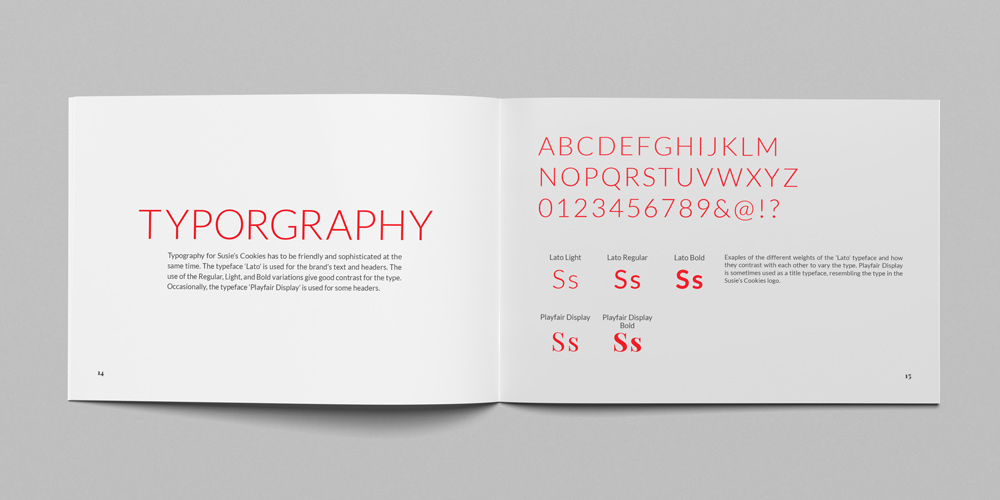 TYPORGRAPHY
Typography for Susie's Cookies has to be friendly and sophisticated at the
same time. The typeface 'Lato' is used for the brand's text and headers. The
use of the Regular, Light, and Bold variations give good contrast for the type.
Occasionally, the typeface 'Playfair Display' is used for some headers.
14
ABCDEFGHIJKLM
NOPQRSTUVWXYZ
0123456789&@!?
Lato Light
Ss
Lato Regular
Ss
Lato Bold
Ss
Exaples of the different weights of the 'Lato' typeface and how
they contrast with each other to vary the type. Playfair Display
is sometimes used as a title typeface, resembling the type in the
Susie's Cookies logo.
Playfair Display
Ss
Playfair Display
Bold
Ss
15